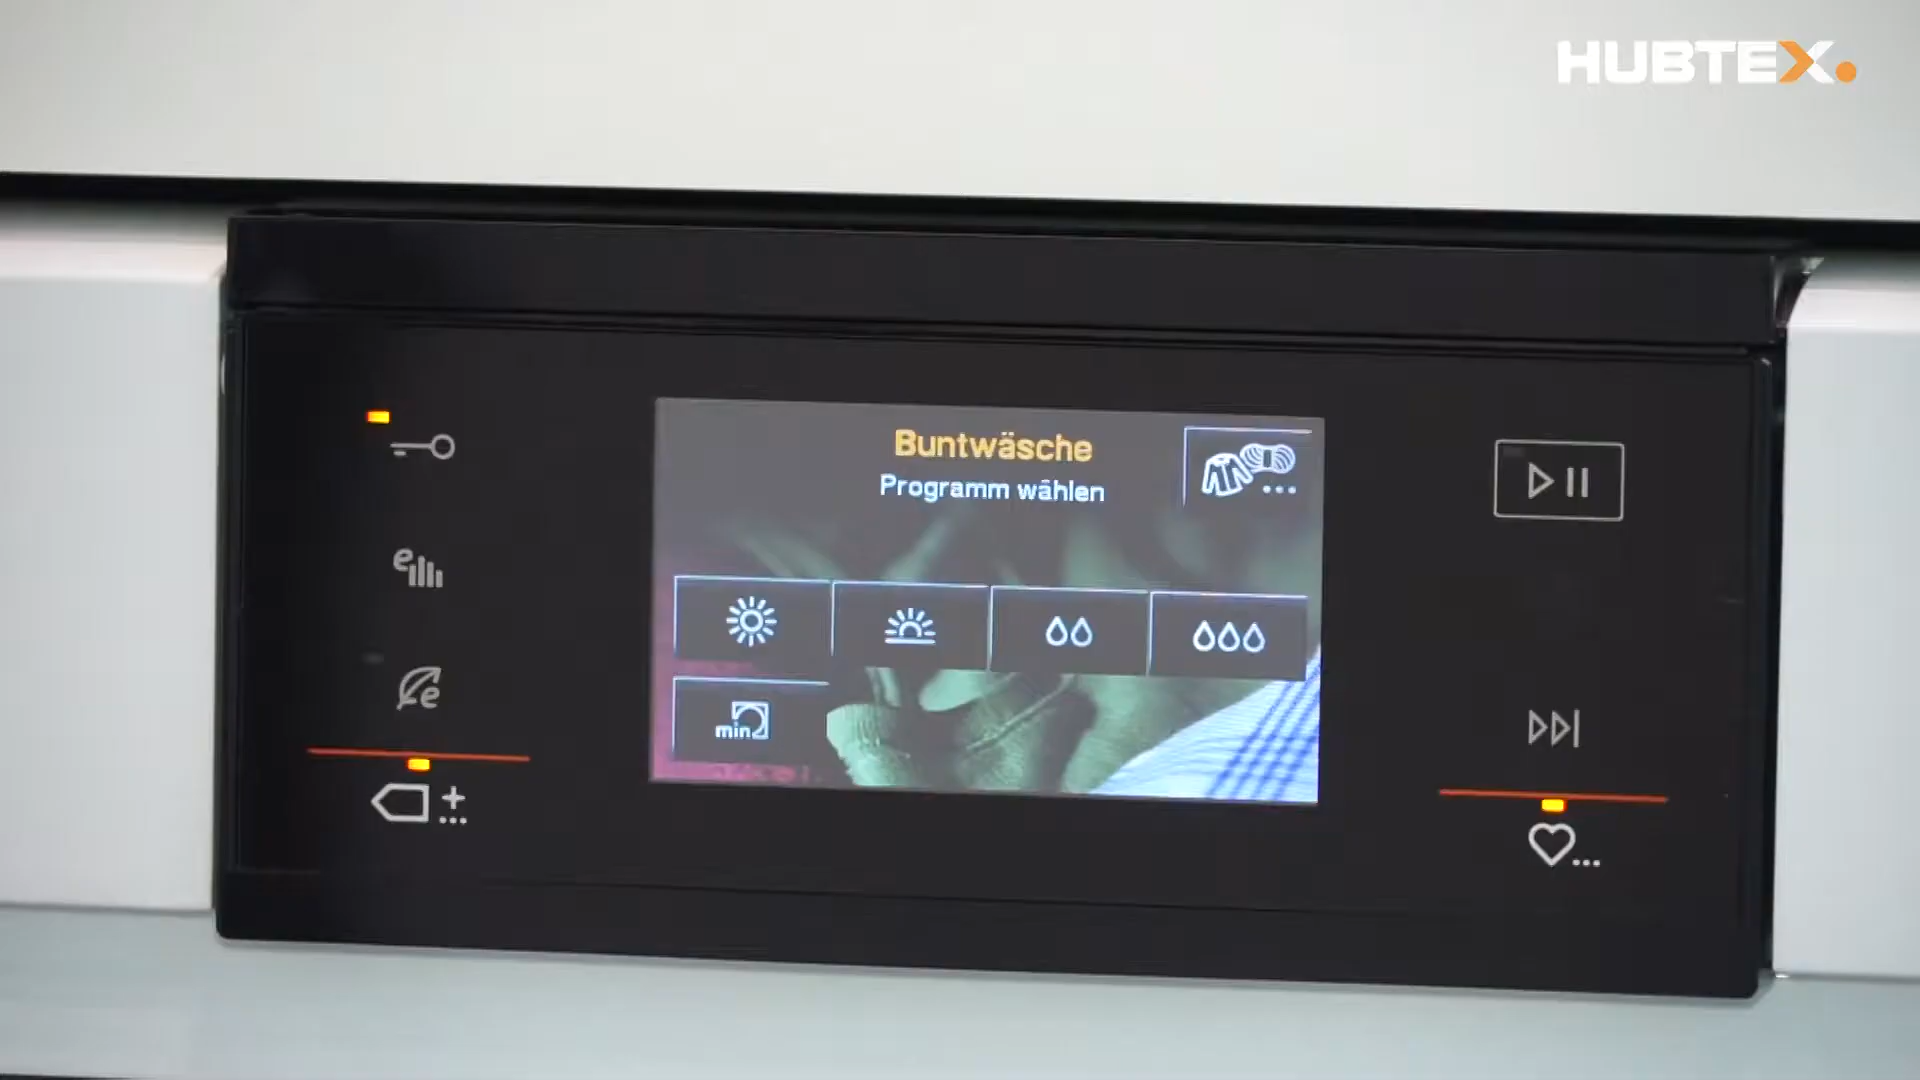 HUBTEX.
Buntwäsche
Programm wählen
...
e
min
e
+
...
...